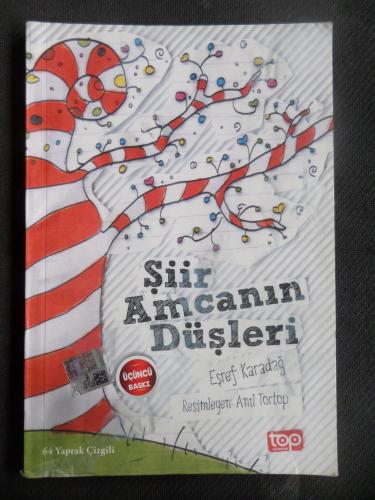 Şiir
Amcanın
Düşleri
Eşref Karadağ
Resimleyen: Anıl Tortop
ÜÇÜNCÜ
BASKI
64 Yaprak Çizgili
top